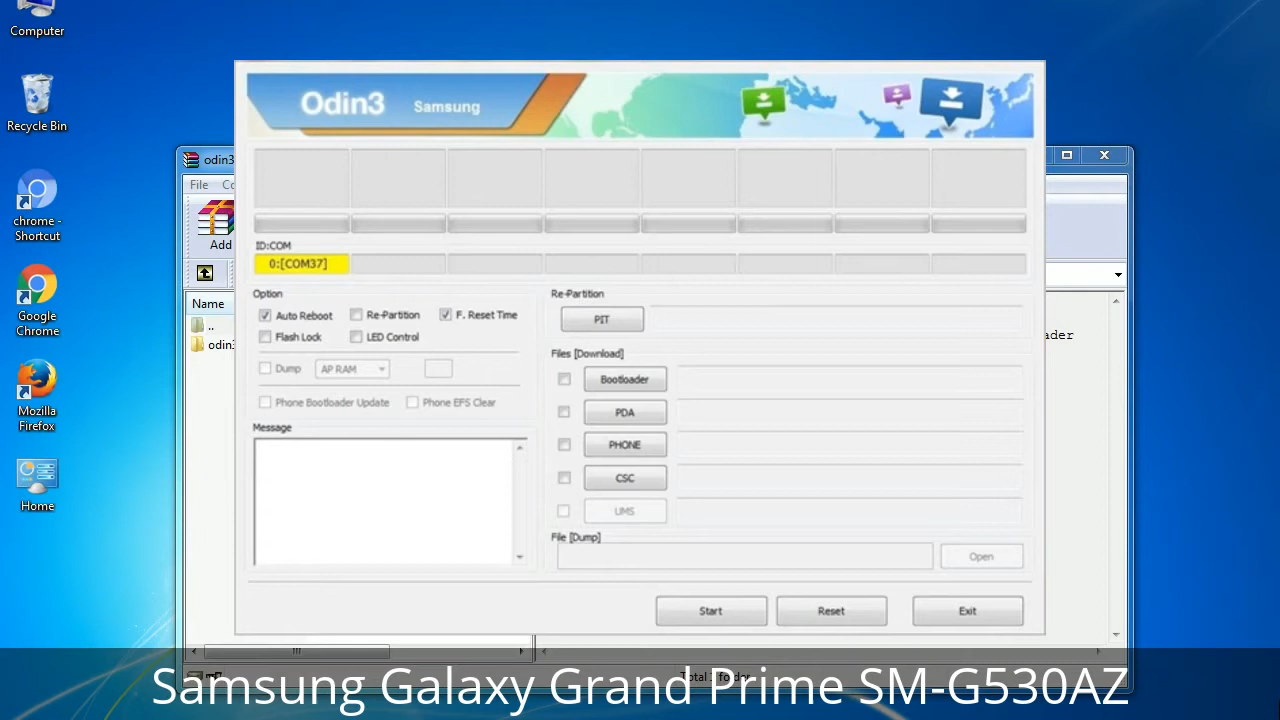 Computer
Recycle Bin
chrome -
Shortcut
Google
Chrome
Mozilla
Firefox
Home
odin3
File
Add
Name
..
odin3
ader
Odin3 Samsung
ID:COM
0:[COM37]
Option
Auto Reboot Re-Partition F. Reset Time
Flash Lock LED Control
Dump AP RAM
Phone Bootloader Update Phone EFS Clear
Message
Re-Partition
PIT
Files [Download]
Bootloader
PDA
PHONE
CSC
UMS
File [Dump]
Open
Start Reset Exit
Samsung Galaxy Grand Prime SM-G530AZ